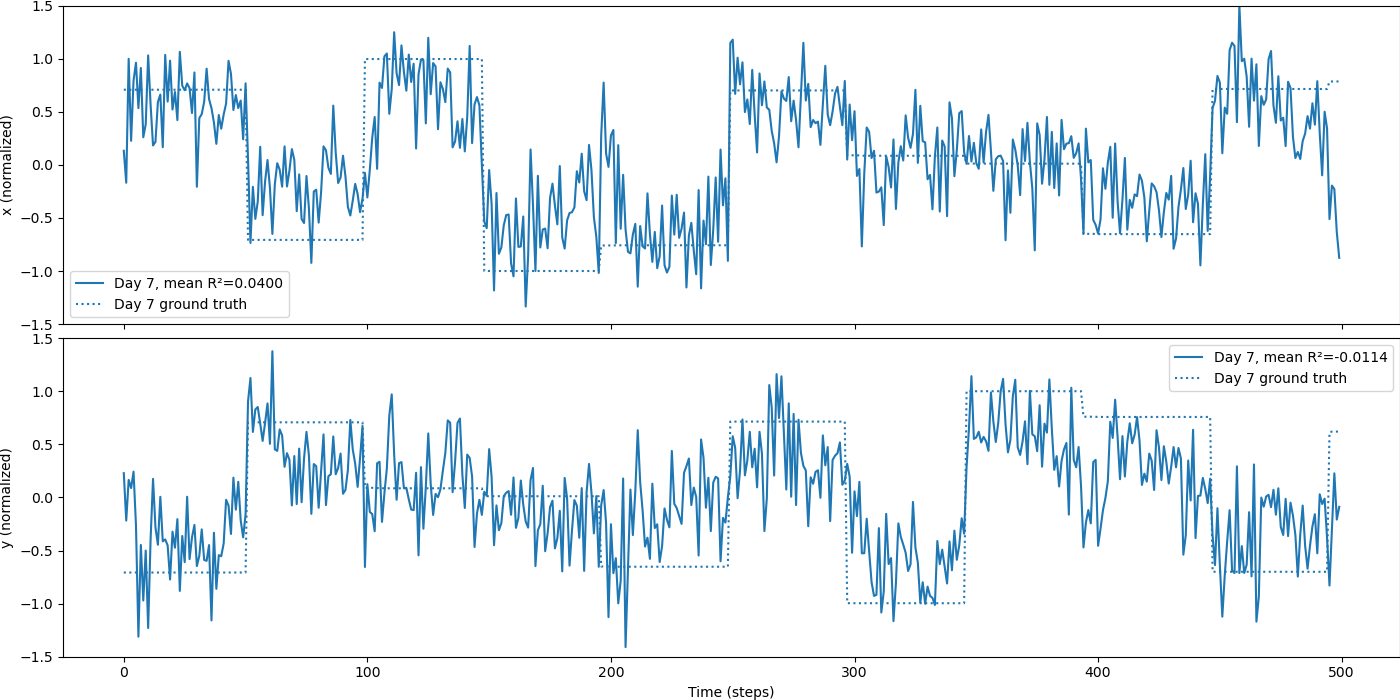 1.5
1.0
0.5
0.0
−0.5
−1.0
−1.5
x (normalized)
Day 7, mean R²=0.0400
Day 7 ground truth
1.5
1.0
0.5
0.0
−0.5
−1.0
−1.5
y (normalized)
Day 7, mean R²=-0.0114
Day 7 ground truth
0 100 200 300 400 500
Time (steps)